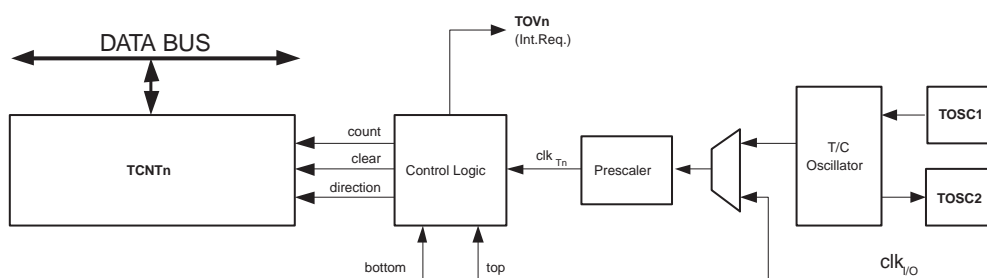 TOVn
(Int.Req.)
DATA BUS
TOSC1
count
TCNTn
clear
Control Logic
clk Tn
Prescaler
T/C
Oscillator
direction
TOSC2
bottom
top
clk I/O